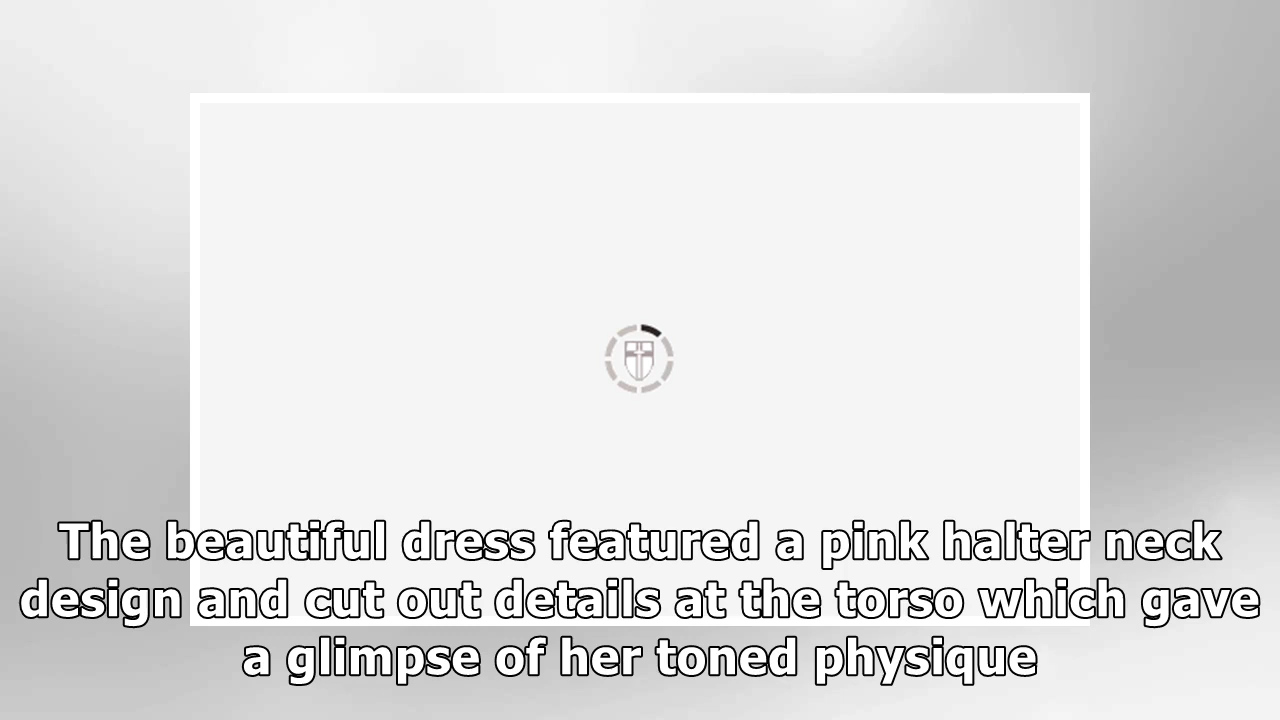 The beautiful dress featured a pink halter neck
design and cut out details at the torso which gave
a glimpse of her toned physique